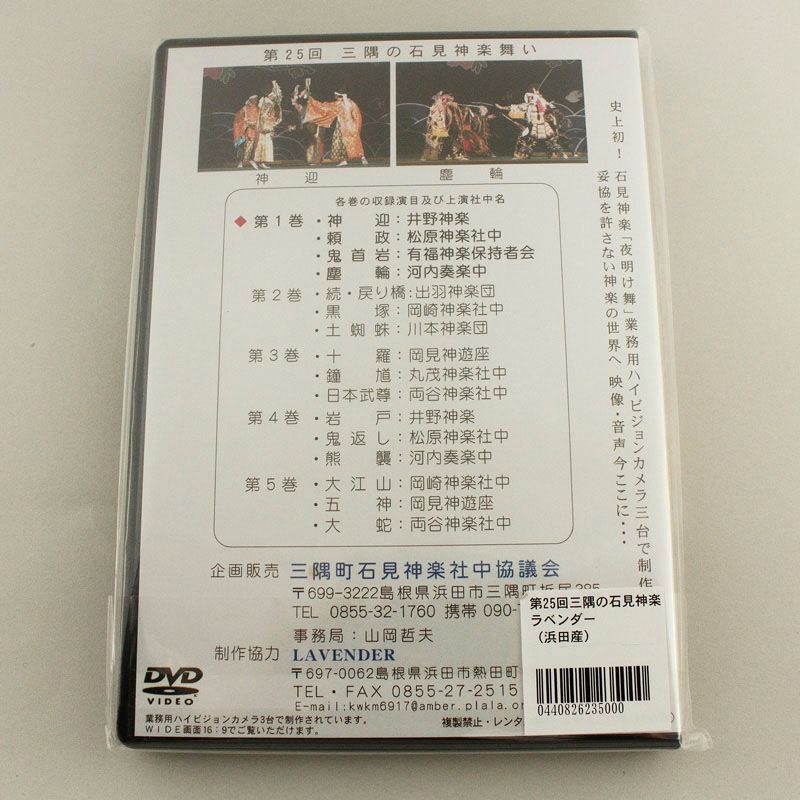 第25回 三隅の石見神楽舞い
神迎
塵輪
史上初！ 石見神楽「夜明け舞」業務用ハイビジョンカメラ三台で制作
妥協を許さない神楽の世界へ 映像・音声今ここに・・・
各巻の収録演目及び上演社中名
◆第1巻・神　迎：井野神楽
・頼　政：松原神楽社中
・鬼首岩：有福神楽保持者会
・塵　輪：河内奏楽中
第2巻・続・戻り橋：出羽神楽団
・黒　塚：岡崎神楽社中
・土蜘蛛：川本神楽団
第3巻・十　羅：岡見神遊座
・鐘　馗：丸茂神楽社中
・日本武尊：両谷神楽社中
第4巻・岩　戸：井野神楽
・鬼返し：松原神楽社中
・熊　襲：河内奏楽中
第5巻・大江山：岡崎神楽社中
・五　神：岡見神遊座
・大　蛇：両谷神楽社中
企画販売 三隅町石見神楽社中協議会
〒699-3222島根県浜田市三隅町折居385
TEL 0855-32-1760 携帯 090-
事務局：山岡哲夫
制作協力 LAVENDER
〒697-0062島根県浜田市熱田町
TEL・FAX 0855-27-2515
E-mail:kwkm6917@amber.plala.or
DVD
VIDEO
業務用ハイビジョンカメラ3台で制作されています。
WIDE画面16：9でご覧いただけます。
複製禁止・レンタ
第25回三隅の石見神楽
ラベンダー
（浜田産）
0440826235000